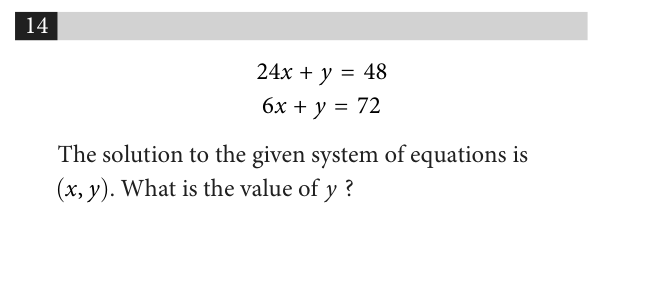 14
24x + y = 48
6x + y = 72
The solution to the given system of equations is
(x, y). What is the value of y ?